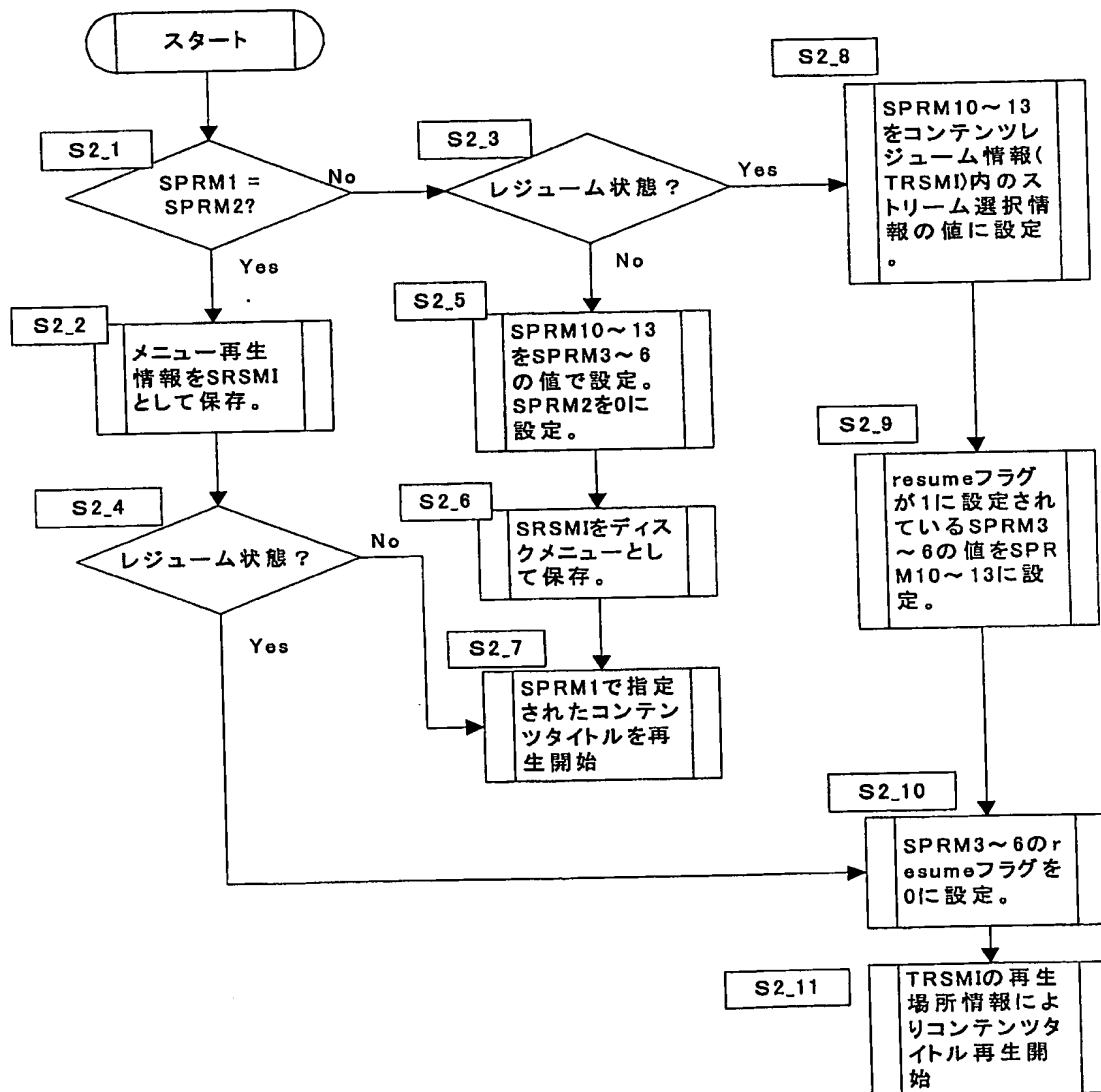 スタート
S2_1
SPRM1 =
SPRM2?
No
Yes
S2_3
レジューム状態？
Yes
No
S2_8
SPRM10～13
をコンテンツレ
ジューム情報(
TRSMI)内のス
トリーム選択情
報の値に設定
。
S2_2
メニュー再生
情報をSRSMI
として保存。
S2_5
SPRM10～13
をSPRM3～6
の値で設定。
SPRM2を0に
設定。
S2_9
resumeフラグ
が1に設定され
ているSPRM3
～6の値をSPR
M10～13に設
定。
S2_4
レジューム状態？
No
Yes
S2_6
SRSMIをディス
クメニューとし
て保存。
S2_7
SPRM1で指定
されたコンテン
ツタイトルを再
生開始
S2_10
SPRM3～6のr
esumeフラグを
0に設定。
S2_11
TRSMIの再生
場所情報によ
りコンテンツタ
イトル再生開
始